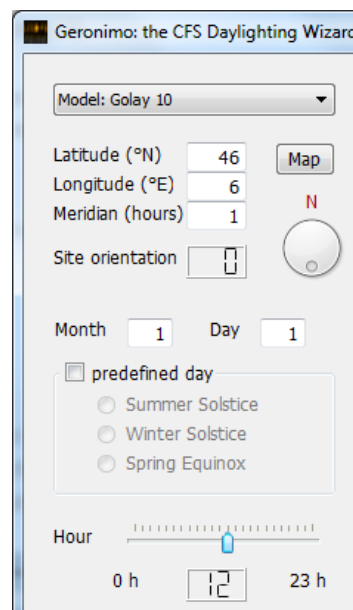 Geronimo: the CFS Daylighting Wizard
Model: Golay 10
Latitude (°N) 46 Map
Longitude (°E) 6
Meridian (hours) 1 N
Site orientation 0
Month 1 Day 1
predefined day
Summer Solstice
Winter Solstice
Spring Equinox
Hour
0 h 12 23 h